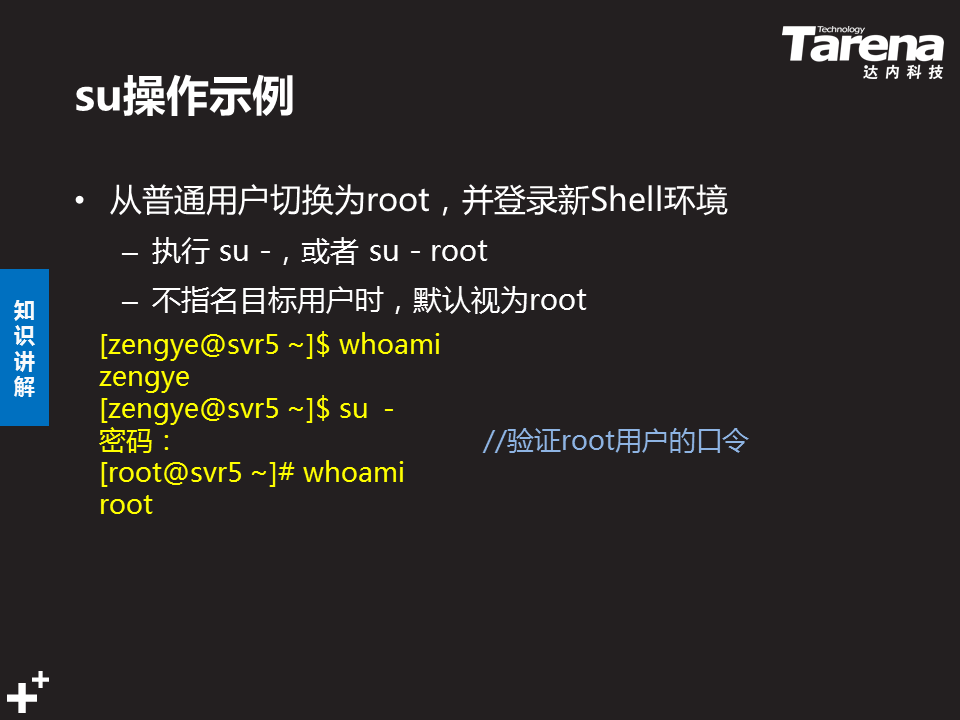 Technology
Tarena
达内科技
su操作示例
• 从普通用户切换为root，并登录新Shell环境
– 执行 su -，或者 su - root
– 不指名目标用户时，默认视为root
知识讲解
[zengye@svr5 ~]$ whoami
zengye
[zengye@svr5 ~]$ su -
密码： //验证root用户的口令
[root@svr5 ~]# whoami
root